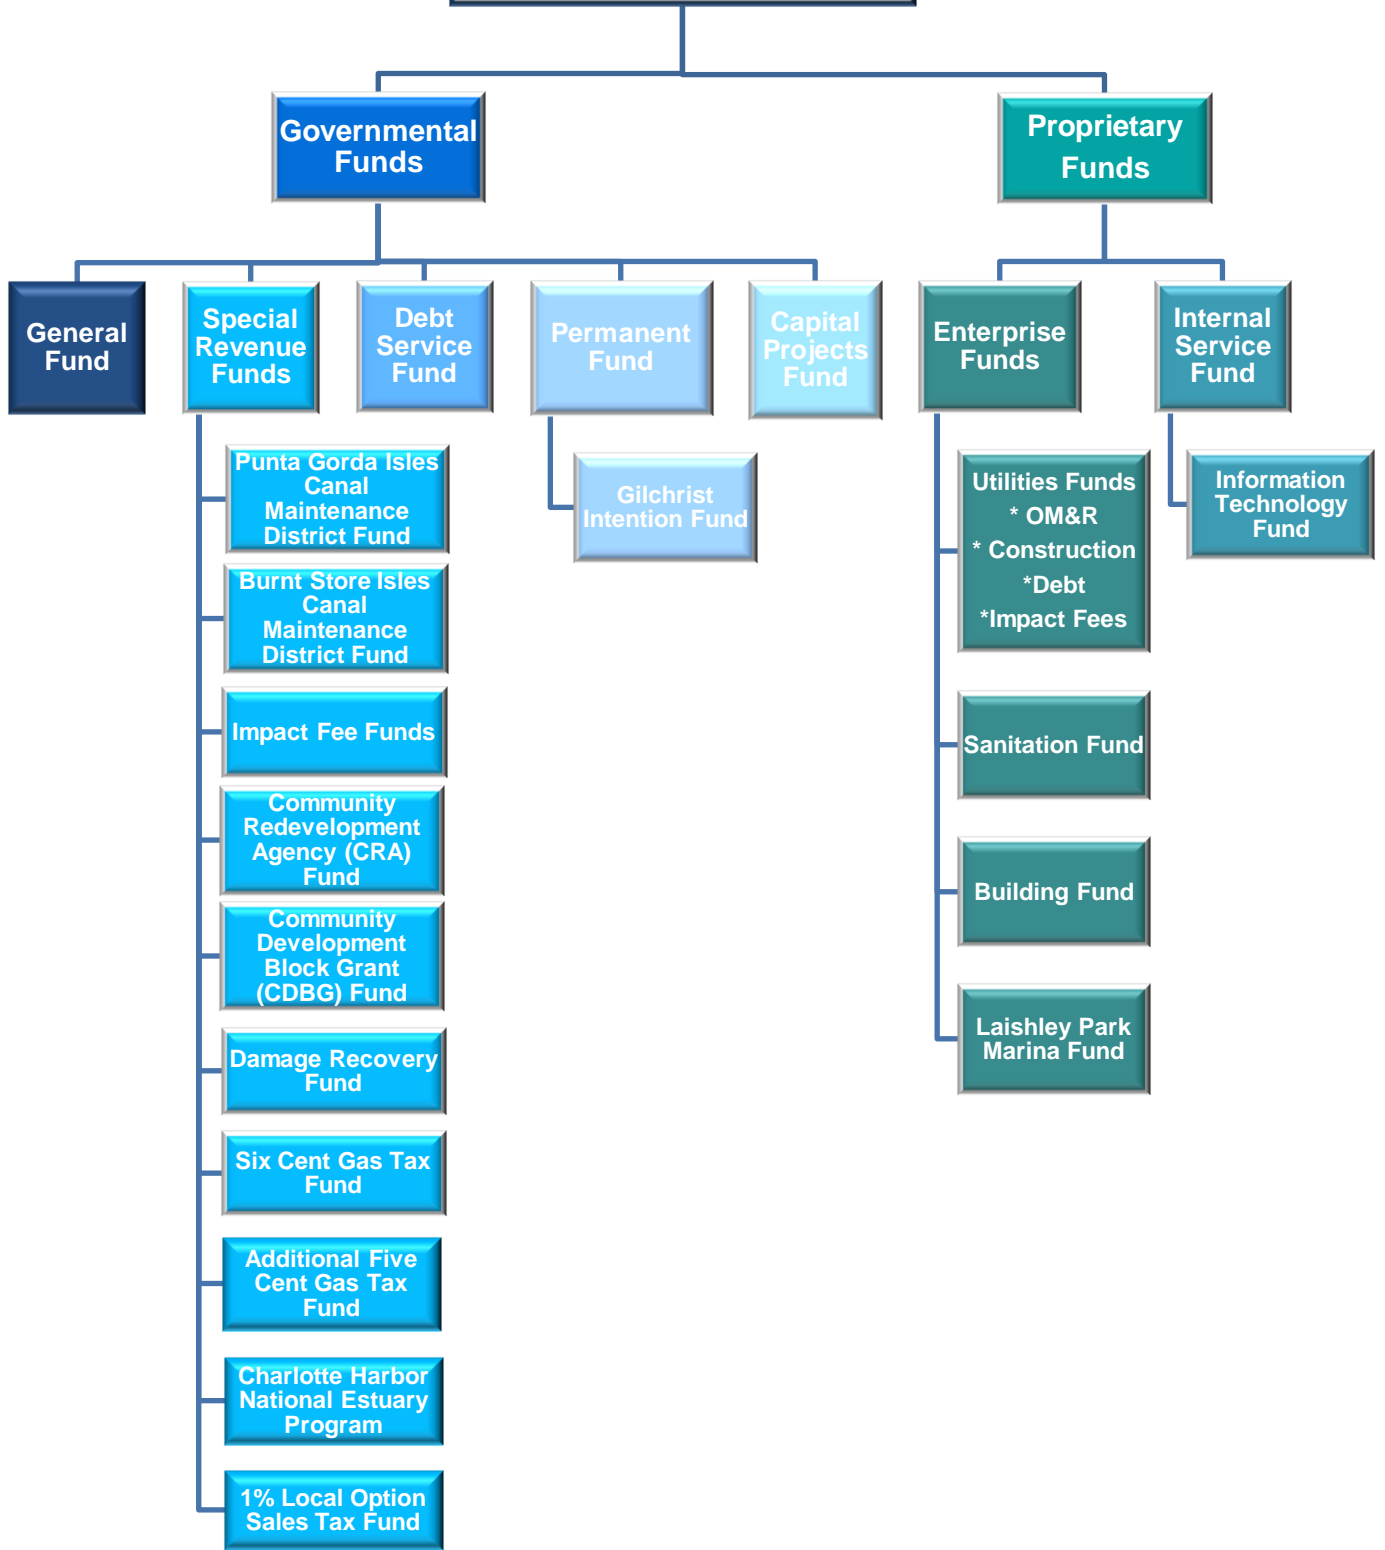 Governmental
Funds
Proprietary
Funds
General
Fund
Special
Revenue
Funds
Debt
Service
Fund
Permanent
Fund
Capital
Projects
Fund
Enterprise
Funds
Internal
Service
Fund
Punta Gorda Isles
Canal
Maintenance
District Fund
Burnt Store Isles
Canal
Maintenance
District Fund
Impact Fee Funds
Community
Redevelopment
Agency (CRA)
Fund
Community
Development
Block Grant
(CDBG) Fund
Damage Recovery
Fund
Six Cent Gas Tax
Fund
Additional Five
Cent Gas Tax
Fund
Charlotte Harbor
National Estuary
Program
1% Local Option
Sales Tax Fund
Gilchrist
Intention Fund
Utilities Funds
* OM&R
* Construction
*Debt
*Impact Fees
Sanitation Fund
Building Fund
Laishley Park
Marina Fund
Information
Technology
Fund